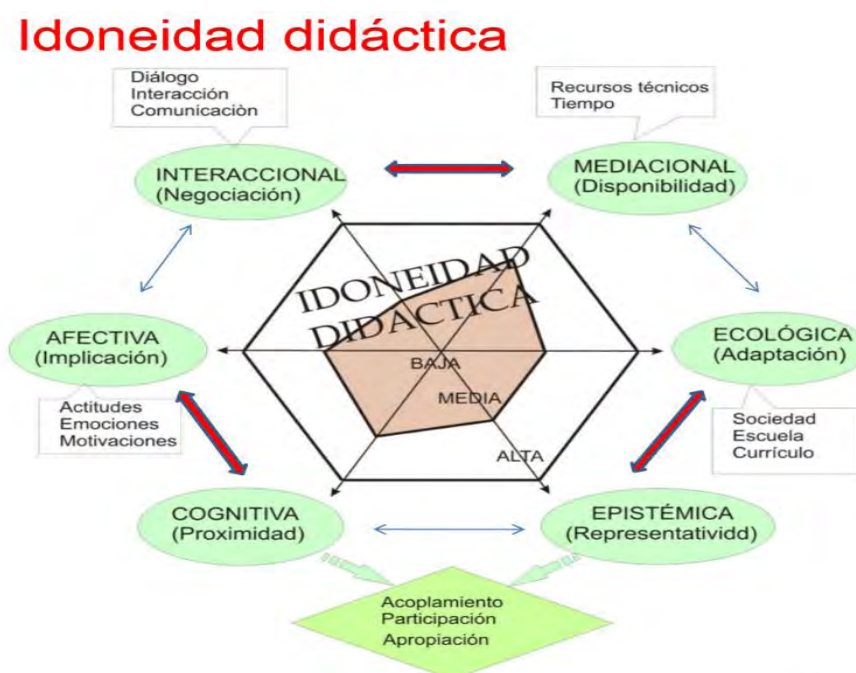 Idoneidad didáctica
Diálogo
Interacción
Comunicaciòn
Recursos técnicos
Tiempo
INTERACCIONAL
(Negociación)
MEDIACIONAL
(Disponibilidad)
IDONEIDAD
DIDACTICA
AFECTIVA
(Implicación)
ECOLÓGICA
(Adaptación)
BAJA
MEDIA
ALTA
Actitudes
Emociones
Motivaciones
Sociedad
Escuela
Currículo
COGNITIVA
(Proximidad)
EPISTÉMICA
(Representatividd)
Acoplamiento
Participación
Apropiación